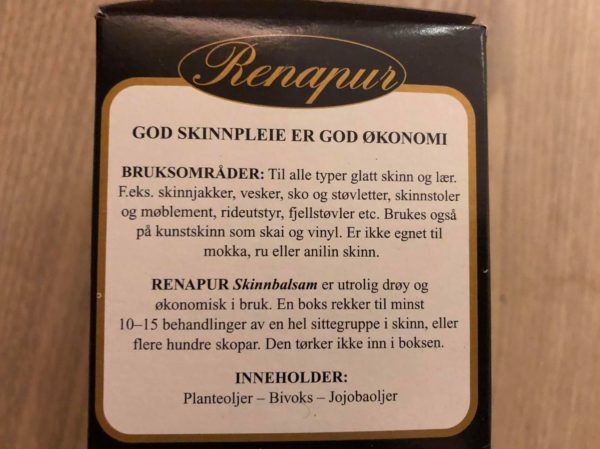 Renapur
GOD SKINNPLEIE ER GOD ØKONOMI
BRUKSOMRÅDER: Til alle typer glatt skinn og lær.
F.eks. skinnjakker, vesker, sko og støvletter, skinnstoler
og møblement, rideutstyr, fjellstøvler etc. Brukes også
på kunstskinn som skai og vinyl. Er ikke egnet til
mokka, ru eller anilin skinn.
RENAPUR Skinnbalsam er utrolig drøy og
økonomisk i bruk. En boks rekker til minst
10–15 behandlinger av en hel sittegruppe i skinn, eller
flere hundre skopar. Den tørker ikke inn i boksen.
INNEHOLDER:
Planteoljer – Bivoks – Jojobaoljer